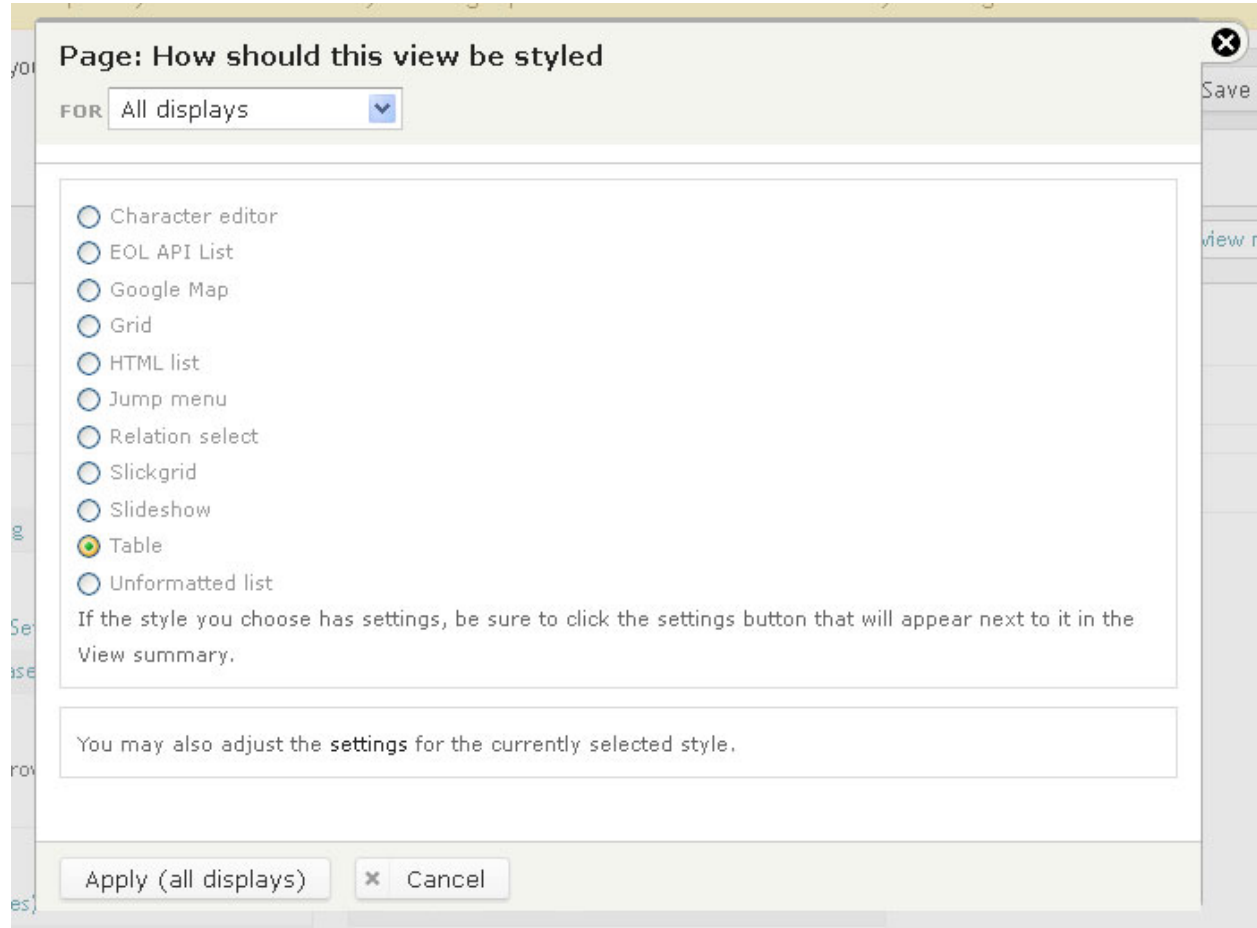 Page: How should this view be styled
FOR All displays
Save
view
Character editor
EOL API List
Google Map
Grid
HTML list
Jump menu
Relation select
Slickgrid
Slideshow
Table
Unformatted list
If the style you choose has settings, be sure to click the settings button that will appear next to it in the
View summary.
You may also adjust the settings for the currently selected style.
Apply (all displays)
Cancel